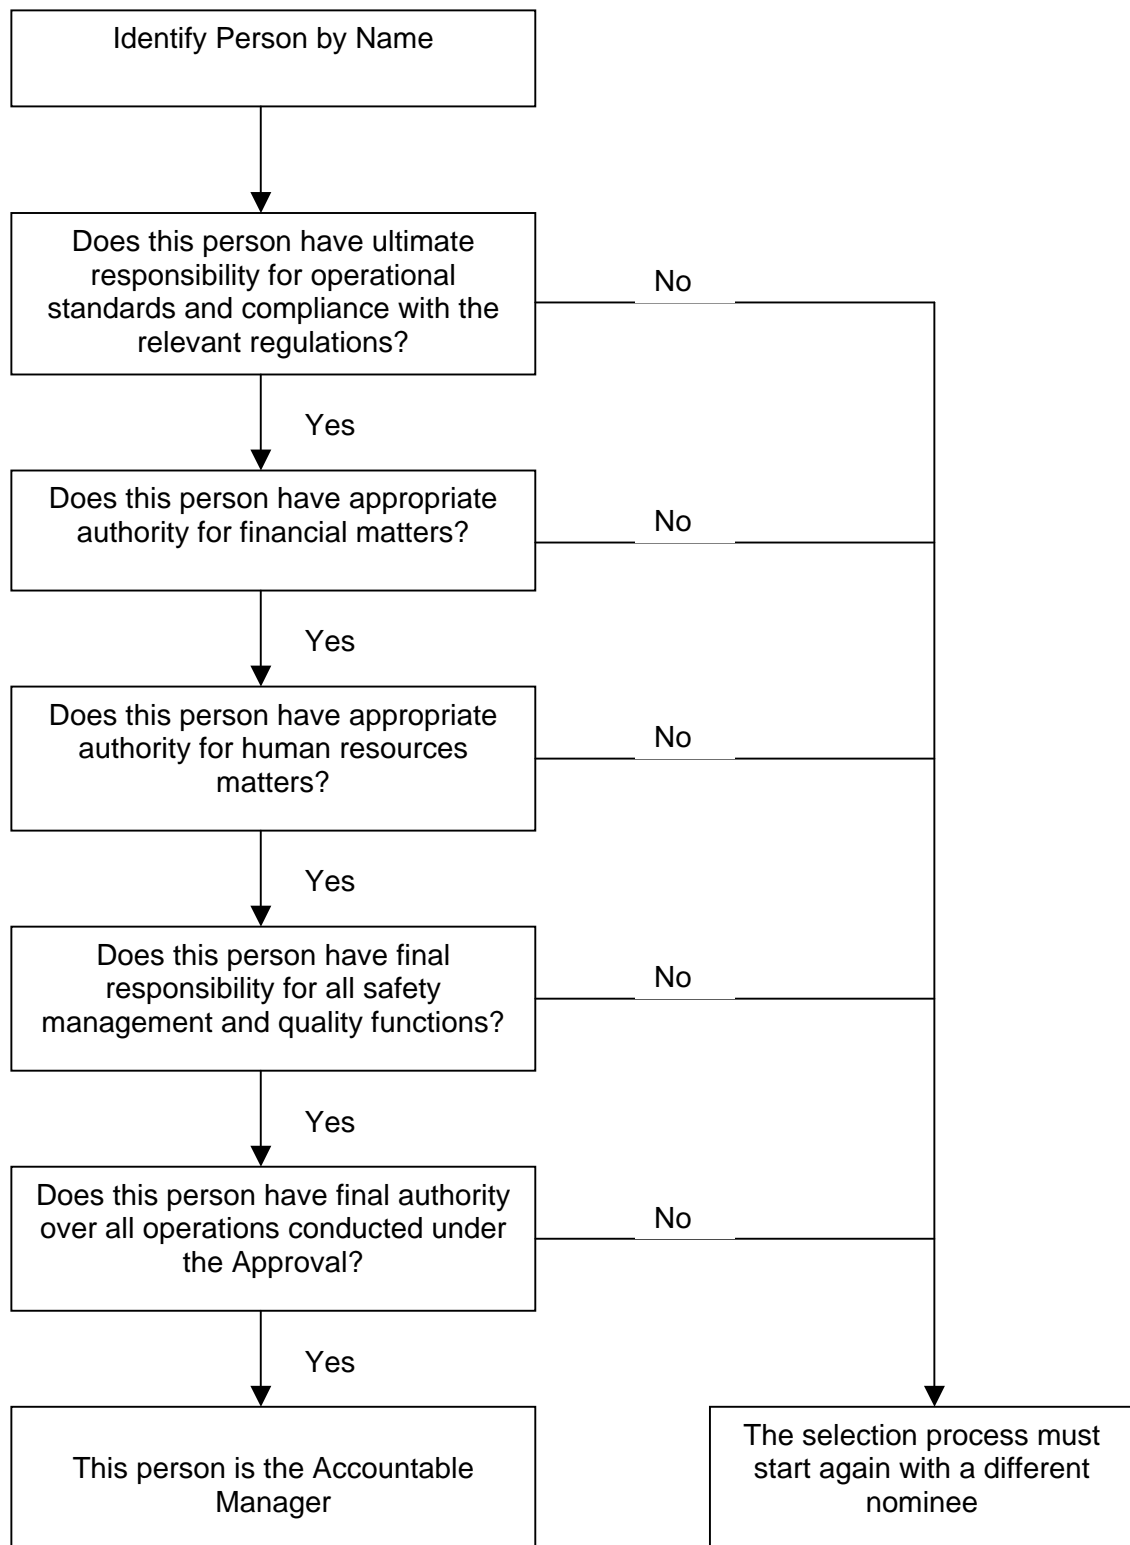 Identify Person by Name
Does this person have ultimate
responsibility for operational
standards and compliance with the
relevant regulations?
No
Yes
Does this person have appropriate
authority for financial matters?
No
Yes
Does this person have appropriate
authority for human resources
matters?
No
Yes
Does this person have final
responsibility for all safety
management and quality functions?
No
Yes
Does this person have final authority
over all operations conducted under
the Approval?
No
Yes
This person is the Accountable
Manager
The selection process must
start again with a different
nominee